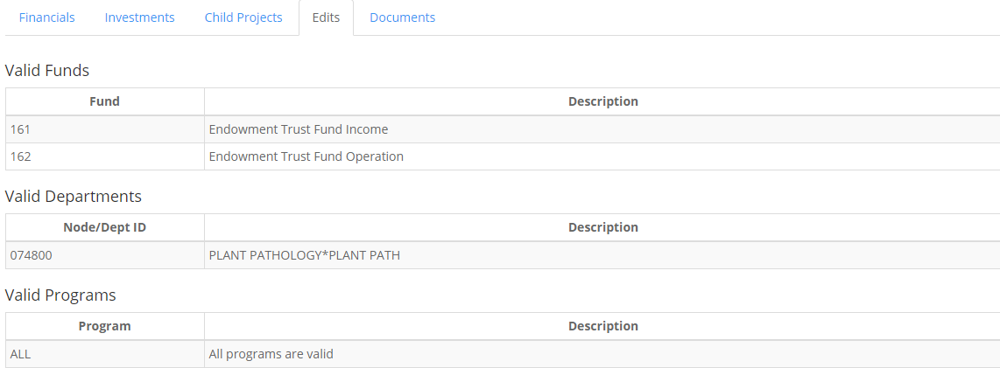 Financials Investments Child Projects Edits Documents
Valid Funds
Fund Description
161 Endowment Trust Fund Income
162 Endowment Trust Fund Operation
Valid Departments
Node/Dept ID Description
074800 PLANT PATHOLOGY*PLANT PATH
Valid Programs
Program Description
ALL All programs are valid